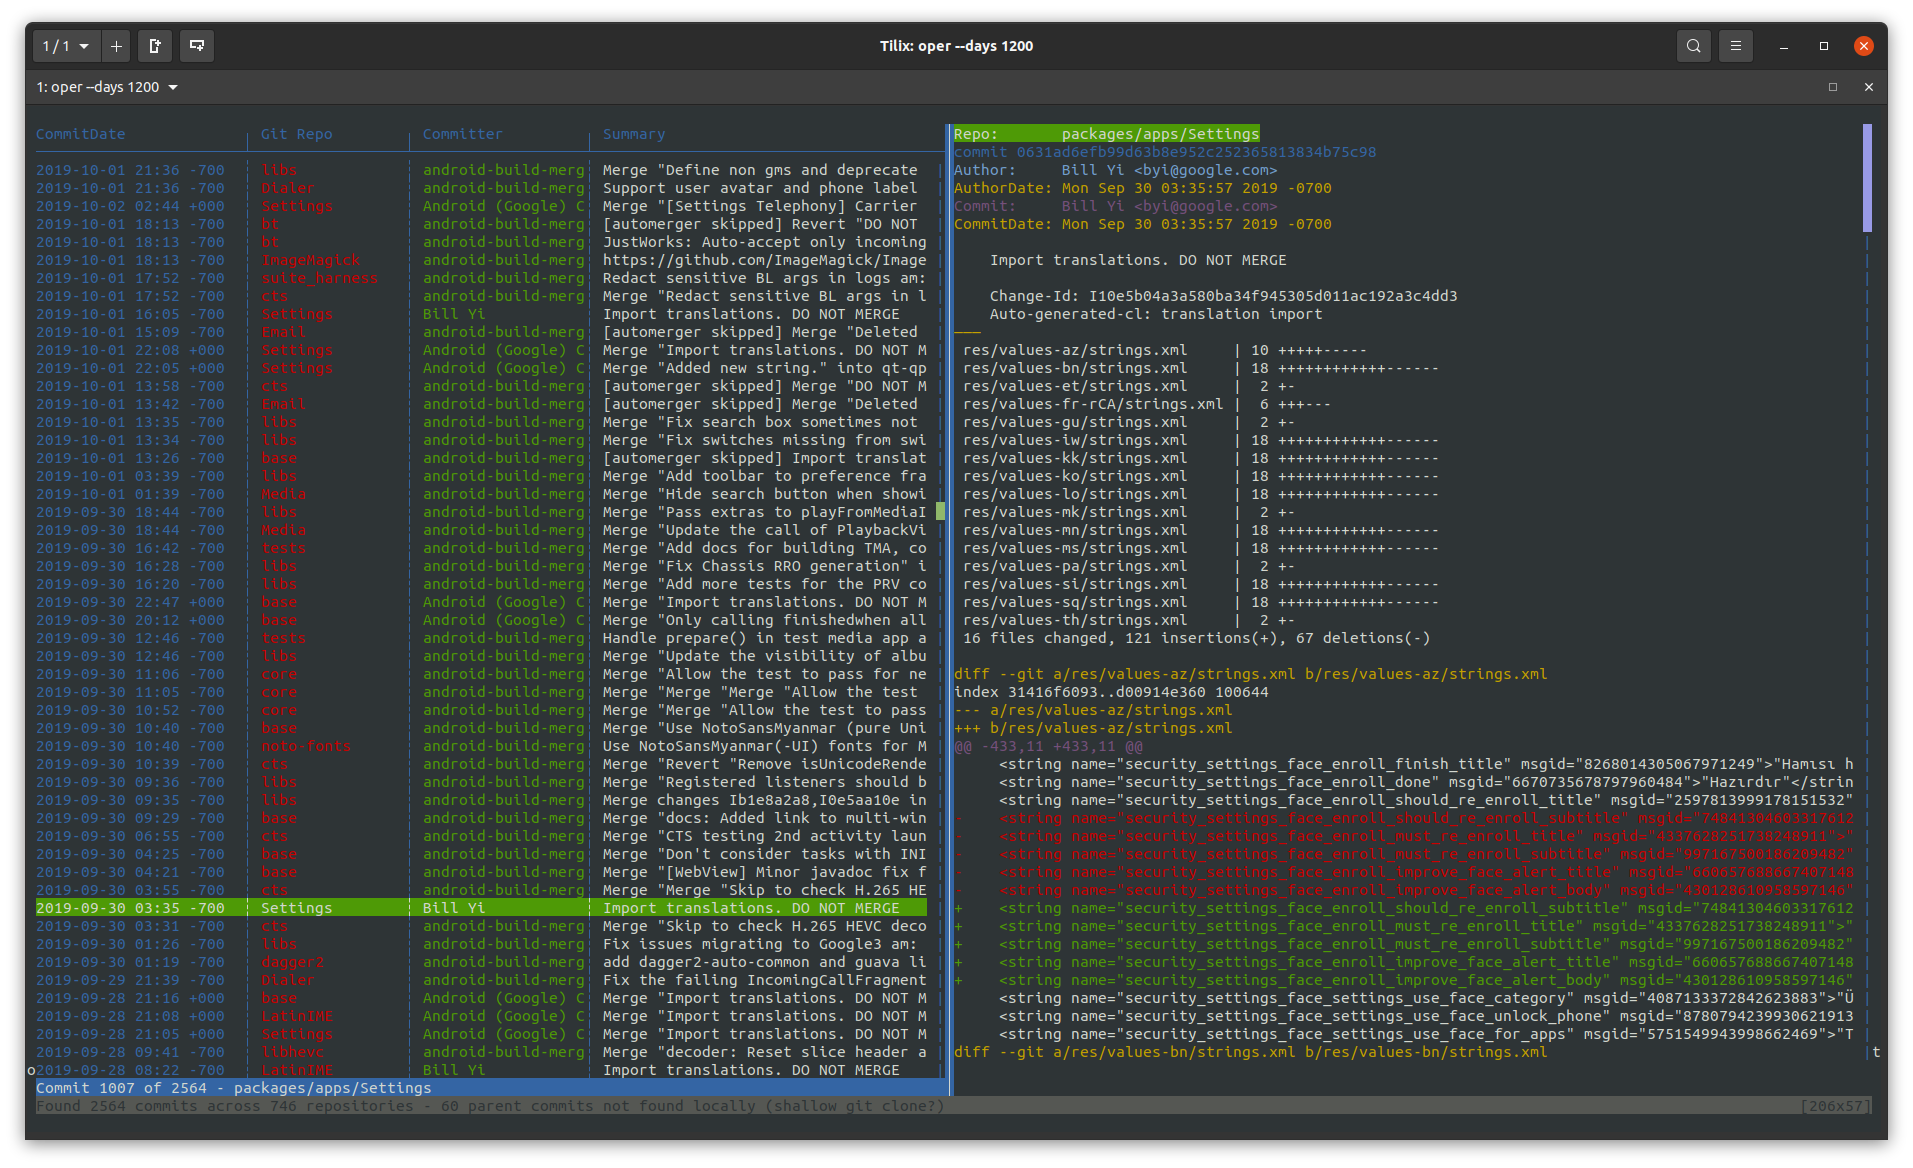 1 / 1
Tilix: oper --days 1200
1: oper --days 1200
CommitDate Git Repo Committer Summary
2019-10-01 21:36 -700 libs android-build-merg Merge "Define non gms and deprecate
2019-10-01 21:36 -700 Dialer android-build-merg Support user avatar and phone label
2019-10-02 02:44 +000 Settings Android (Google) C Merge "[Settings Telephony] Carrier
2019-10-01 18:13 -700 bt android-build-merg [automerger skipped] Revert "DO NOT
2019-10-01 18:13 -700 bt android-build-merg JustWorks: Auto-accept only incoming
2019-10-01 18:13 -700 ImageMagick android-build-merg https://github.com/ImageMagick/Image
2019-10-01 17:52 -700 suite_harness android-build-merg Redact sensitive BL args in logs am:
2019-10-01 17:52 -700 cts android-build-merg Merge "Redact sensitive BL args in l
2019-10-01 16:05 -700 Settings Bill Yi Import translations. DO NOT MERGE
2019-10-01 15:09 -700 Email android-build-merg [automerger skipped] Merge "Deleted
2019-10-01 22:08 +000 Settings Android (Google) C Merge "Import translations. DO NOT M
2019-10-01 22:05 +000 Settings Android (Google) C Merge "Added new string." into qt-qp
2019-10-01 13:58 -700 cts android-build-merg [automerger skipped] Merge "DO NOT M
2019-10-01 13:42 -700 Email android-build-merg [automerger skipped] Merge "Deleted
2019-10-01 13:35 -700 libs android-build-merg Merge "Fix search box sometimes not
2019-10-01 13:34 -700 libs android-build-merg Merge "Fix switches missing from swi
2019-10-01 13:26 -700 base android-build-merg [automerger skipped] Import translat
2019-10-01 03:39 -700 libs android-build-merg Merge "Add toolbar to preference fra
2019-10-01 01:39 -700 Media android-build-merg Merge "Hide search button when showi
2019-09-30 18:44 -700 libs android-build-merg Merge "Pass extras to playFromMediaI
2019-09-30 18:44 -700 Media android-build-merg Merge "Update the call of PlaybackVi
2019-09-30 16:42 -700 tests android-build-merg Merge "Add docs for building TMA, co
2019-09-30 16:28 -700 libs android-build-merg Merge "Fix Chassis RRO generation" i
2019-09-30 16:20 -700 libs android-build-merg Merge "Add more tests for the PRV co
2019-09-30 22:47 +000 base Android (Google) C Merge "Import translations. DO NOT M
2019-09-30 20:12 +000 base Android (Google) C Merge "Only calling finishedwhen all
2019-09-30 12:46 -700 tests android-build-merg Handle prepare() in test media app a
2019-09-30 12:46 -700 libs android-build-merg Merge "Update the visibility of albu
2019-09-30 11:06 -700 core android-build-merg Merge "Allow the test to pass for ne
2019-09-30 11:05 -700 core android-build-merg Merge "Merge "Merge "Allow the test
2019-09-30 10:52 -700 core android-build-merg Merge "Merge "Allow the test to pass
2019-09-30 10:40 -700 base android-build-merg Merge "Use NotoSansMyanmar (pure Uni
2019-09-30 10:40 -700 noto-fonts android-build-merg Use NotoSansMyanmar(-UI) fonts for M
2019-09-30 10:39 -700 cts android-build-merg Merge "Revert "Remove isUnicodeRende
2019-09-30 09:36 -700 libs android-build-merg Merge "Registered listeners should b
2019-09-30 09:35 -700 libs android-build-merg Merge changes Ib1e8a2a8,I0e5aa10e in
2019-09-30 09:29 -700 base android-build-merg Merge "docs: Added link to multi-win
2019-09-30 06:55 -700 cts android-build-merg Merge "CTS testing 2nd activity laun
2019-09-30 04:25 -700 base android-build-merg Merge "Don't consider tasks with INI
2019-09-30 04:21 -700 base android-build-merg Merge "[WebView] Minor javadoc fix f
2019-09-30 03:55 -700 cts android-build-merg Merge "Merge "Skip to check H.265 HE
2019-09-30 03:35 -700 Settings Bill Yi Import translations. DO NOT MERGE
2019-09-30 03:31 -700 cts android-build-merg Merge "Skip to check H.265 HEVC deco
2019-09-30 01:26 -700 libs android-build-merg Fix issues migrating to Google3 am:
2019-09-30 01:19 -700 dagger2 android-build-merg add dagger2-auto-common and guava li
2019-09-29 21:39 -700 Dialer android-build-merg Fix the failing IncomingCallFragment
2019-09-28 21:16 +000 base Android (Google) C Merge "Import translations. DO NOT M
2019-09-28 21:08 +000 LatinIME Android (Google) C Merge "Import translations. DO NOT M
2019-09-28 21:05 +000 Settings Android (Google) C Merge "Import translations. DO NOT M
2019-09-28 09:41 -700 libhevc android-build-merg Merge "decoder: Reset slice header a
o2019-09-28 08:22 -700 LatinIME Bill Yi Import translations. DO NOT MERGE
Commit 1007 of 2564 - packages/apps/Settings
Repo: packages/apps/Settings
commit 0631ad6efb99d63b8e952c252365813834b75c98
Author: Bill Yi <byi@google.com>
AuthorDate: Mon Sep 30 03:35:57 2019 -0700
Commit: Bill Yi <byi@google.com>
CommitDate: Mon Sep 30 03:35:57 2019 -0700
Import translations. DO NOT MERGE
Change-Id: I10e5b04a3a580ba34f945305d011ac192a3c4dd3
Auto-generated-cl: translation import
---
res/values-az/strings.xml | 10 +++++-----
res/values-bn/strings.xml | 18 ++++++++++++------
res/values-et/strings.xml | 2 +-
res/values-fr-rCA/strings.xml | 6 +++---
res/values-gu/strings.xml | 2 +-
res/values-iw/strings.xml | 18 ++++++++++++------
res/values-kk/strings.xml | 18 ++++++++++++------
res/values-ko/strings.xml | 18 ++++++++++++------
res/values-lo/strings.xml | 18 ++++++++++++------
res/values-mk/strings.xml | 2 +-
res/values-mn/strings.xml | 18 ++++++++++++------
res/values-ms/strings.xml | 18 ++++++++++++------
res/values-pa/strings.xml | 2 +-
res/values-si/strings.xml | 18 ++++++++++++------
res/values-sq/strings.xml | 18 ++++++++++++------
res/values-th/strings.xml | 2 +-
16 files changed, 121 insertions(+), 67 deletions(-)
diff --git a/res/values-az/strings.xml b/res/values-az/strings.xml
index 31416f6093..d00914e360 100644
--- a/res/values-az/strings.xml
+++ b/res/values-az/strings.xml
@@ -433,11 +433,11 @@
<string name="security_settings_face_enroll_finish_title" msgid="8268014305067971249">"Hamısı h
<string name="security_settings_face_enroll_done" msgid="6670735678797960484">"Hazırdır"</strin
<string name="security_settings_face_enroll_should_re_enroll_title" msgid="2597813999178151532"
- <string name="security_settings_face_enroll_should_re_enroll_subtitle" msgid="74841304603317612
- <string name="security_settings_face_enroll_must_re_enroll_title" msgid="4337628251738248911">"
- <string name="security_settings_face_enroll_must_re_enroll_subtitle" msgid="997167500186209482"
- <string name="security_settings_face_enroll_improve_face_alert_title" msgid="660657688667407148
- <string name="security_settings_face_enroll_improve_face_alert_body" msgid="430128610958597146"
+ <string name="security_settings_face_enroll_should_re_enroll_subtitle" msgid="74841304603317612
+ <string name="security_settings_face_enroll_must_re_enroll_title" msgid="4337628251738248911">"
+ <string name="security_settings_face_enroll_must_re_enroll_subtitle" msgid="997167500186209482"
+ <string name="security_settings_face_enroll_improve_face_alert_title" msgid="660657688667407148
+ <string name="security_settings_face_enroll_improve_face_alert_body" msgid="430128610958597146"
<string name="security_settings_face_settings_use_face_category" msgid="4087133372842623883">"Ü
<string name="security_settings_face_settings_use_face_unlock_phone" msgid="8780794239930621913
<string name="security_settings_face_settings_use_face_for_apps" msgid="5751549943998662469">"T
diff --git a/res/values-bn/strings.xml b/res/values-bn/strings.xml
t
Found 2564 commits across 746 repositories - 60 parent commits not found locally (shallow git clone?) [206x57]